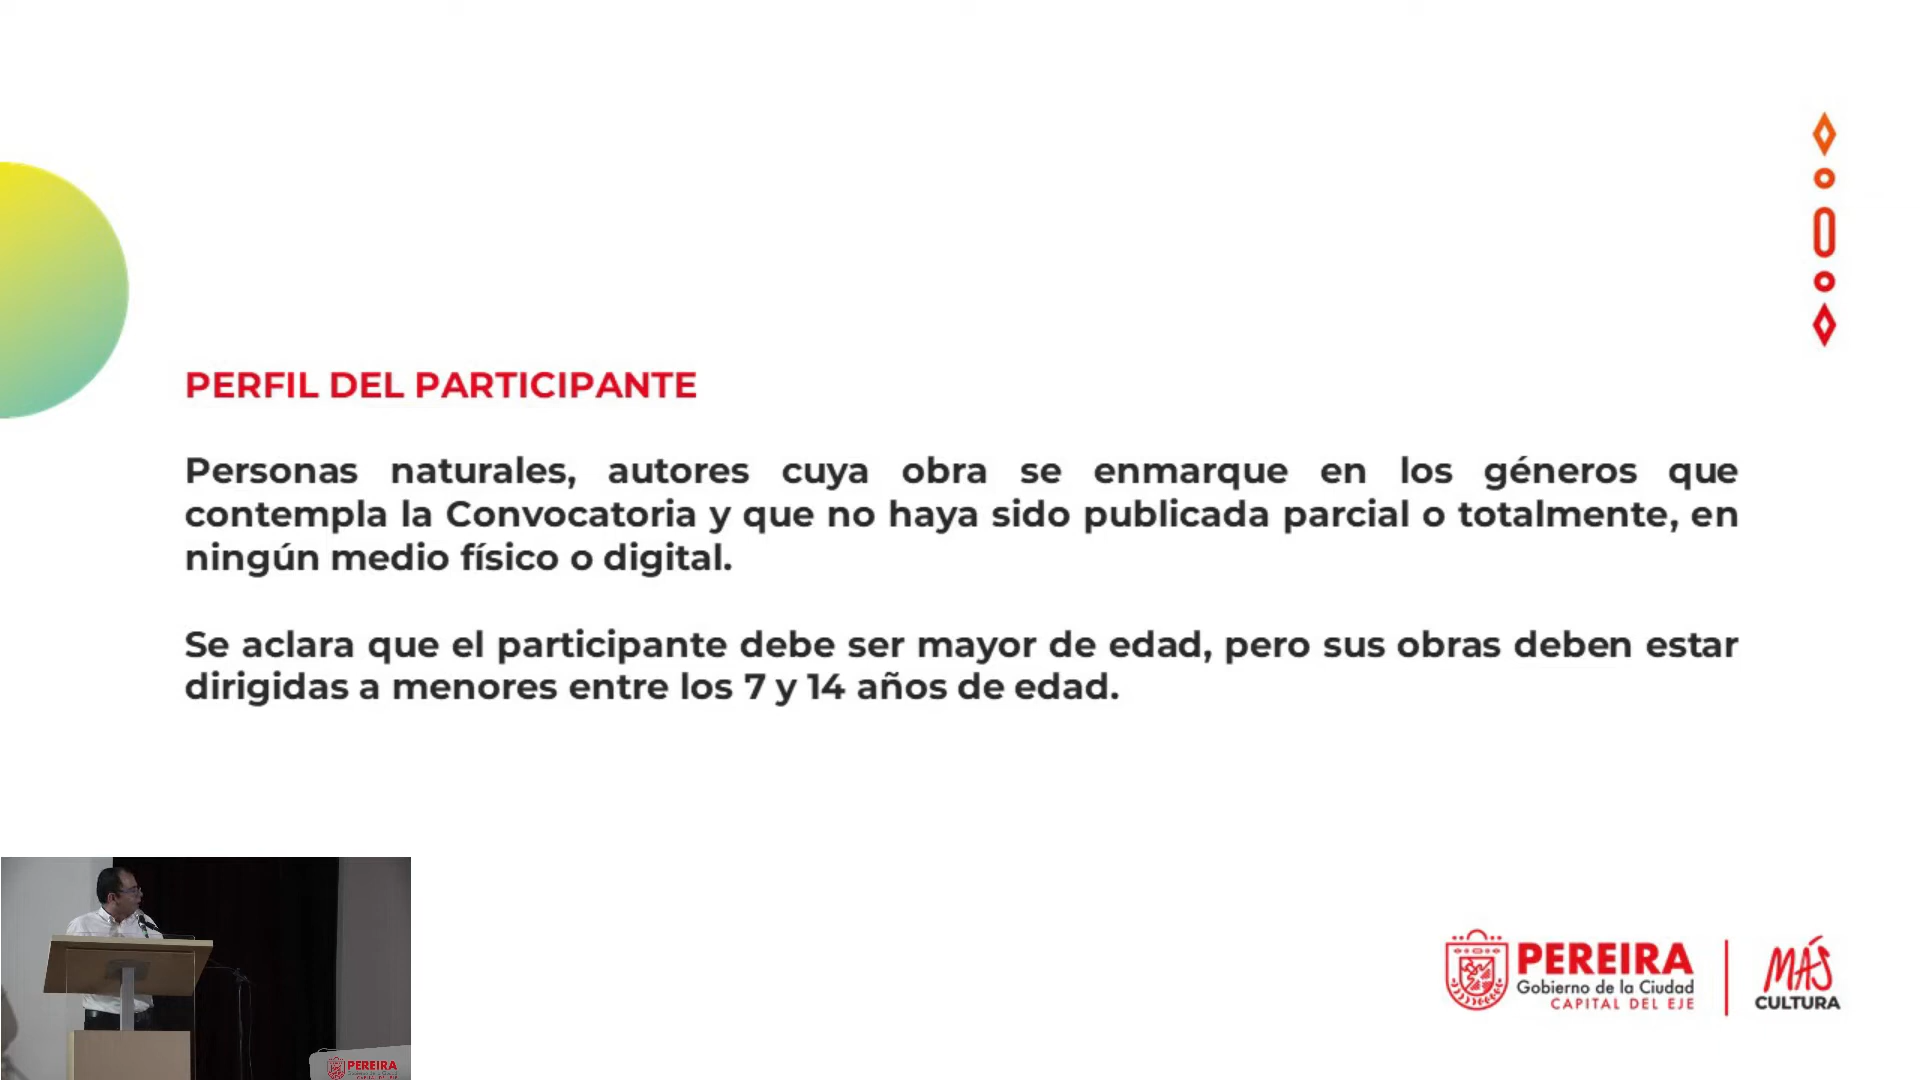 PERFIL DEL PARTICIPANTE
Personas naturales, autores cuya obra se enmarque en los géneros que
contempla la Convocatoria y que no haya sido publicada parcial o totalmente, en
ningún medio físico o digital.
Se aclara que el participante debe ser mayor de edad, pero sus obras deben estar
dirigidas a menores entre los 7 y 14 años de edad.
PEREIRA
Gobierno de la Ciudad
CAPITAL DEL EJE
MÁS
CULTURA
PEREIRA